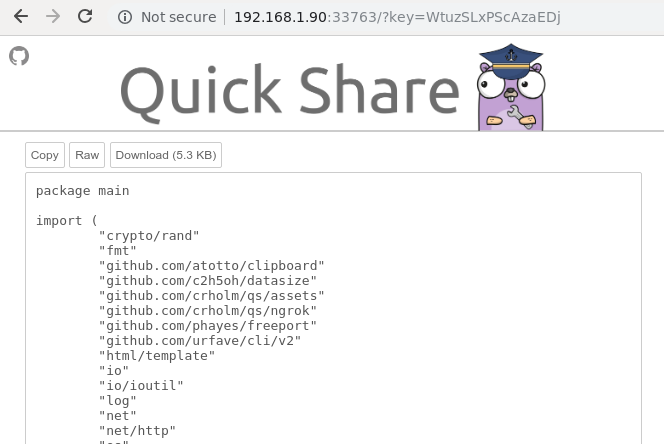 Not secure 192.168.1.90:33763/?key=WtuzSLxPScAzaEDj
Quick Share
Copy Raw Download (5.3 KB)
package main
import (
"crypto/rand"
"fmt"
"github.com/atotto/clipboard"
"github.com/c2h5oh/datasize"
"github.com/crholm/qs/assets"
"github.com/crholm/qs/ngrok"
"github.com/phayes/freeport"
"github.com/urfave/cli/v2"
"html/template"
"io"
"io/ioutil"
"log"
"net"
"net/http"